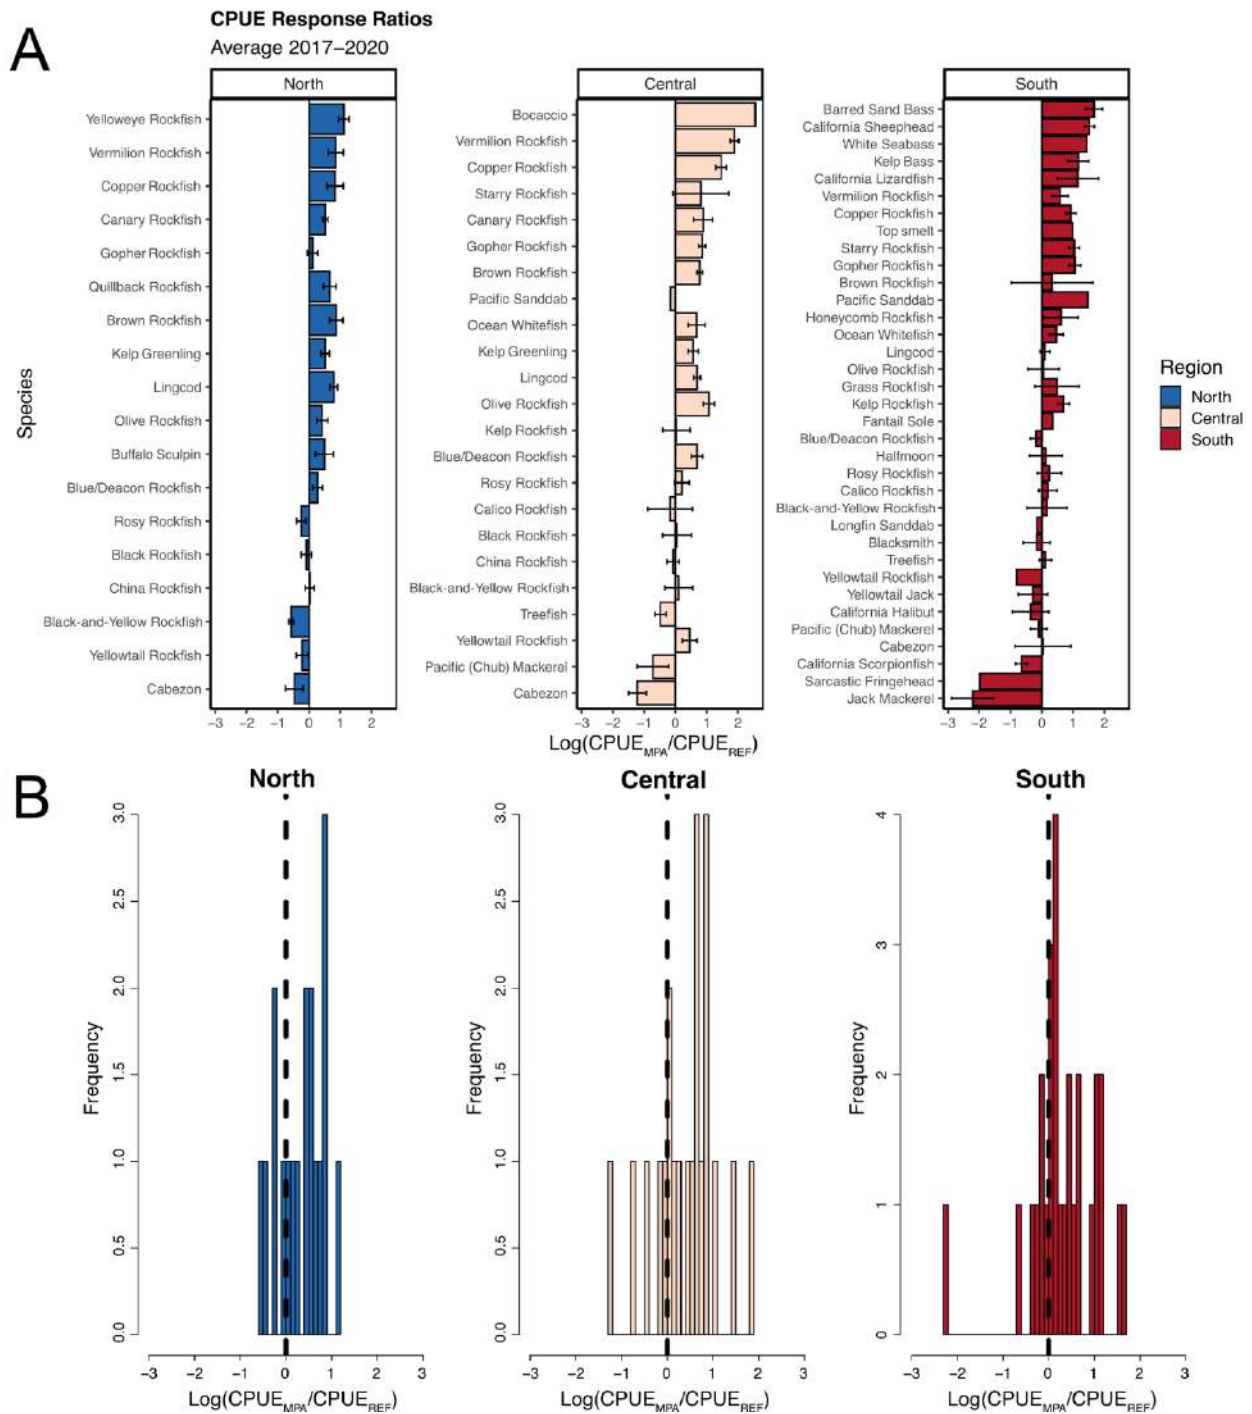 A
CPUE Response Ratios
Average 2017–2020
North
Central
South
Species
Yelloweye Rockfish
Vermilion Rockfish
Copper Rockfish
Canary Rockfish
Gopher Rockfish
Quillback Rockfish
Brown Rockfish
Kelp Greenling
Lingcod
Olive Rockfish
Buffalo Sculpin
Blue/Deacon Rockfish
Rosy Rockfish
Black Rockfish
China Rockfish
Black-and-Yellow Rockfish
Yellowtail Rockfish
Cabezon
−3 −2 −1 0 1 2
Bocaccio
Vermilion Rockfish
Copper Rockfish
Starry Rockfish
Canary Rockfish
Gopher Rockfish
Brown Rockfish
Pacific Sanddab
Ocean Whitefish
Kelp Greenling
Lingcod
Olive Rockfish
Kelp Rockfish
Blue/Deacon Rockfish
Rosy Rockfish
Calico Rockfish
Black Rockfish
China Rockfish
Black-and-Yellow Rockfish
Treefish
Yellowtail Rockfish
Pacific (Chub) Mackerel
Cabezon
−3 −2 −1 0 1 2
Log(CPUE_MPA/CPUE_REF)
Barred Sand Bass
California Sheephead
White Seabass
Kelp Bass
California Lizardfish
Vermilion Rockfish
Copper Rockfish
Top smelt
Starry Rockfish
Gopher Rockfish
Brown Rockfish
Pacific Sanddab
Honeycomb Rockfish
Ocean Whitefish
Lingcod
Olive Rockfish
Grass Rockfish
Kelp Rockfish
Fantail Sole
Blue/Deacon Rockfish
Halfmoon
Rosy Rockfish
Calico Rockfish
Black-and-Yellow Rockfish
Longfin Sanddab
Blacksmith
Treefish
Yellowtail Rockfish
Yellowtail Jack
California Halibut
Pacific (Chub) Mackerel
Cabezon
California Scorpionfish
Sarcastic Fringehead
Jack Mackerel
−3 −2 −1 0 1 2
Region
North
Central
South
B
North
Frequency
3.0
2.5
2.0
1.5
1.0
0.5
0.0
−3 −2 −1 0 1 2 3
Log(CPUE_MPA/CPUE_REF)
Central
Frequency
3.0
2.5
2.0
1.5
1.0
0.5
0.0
−3 −2 −1 0 1 2 3
Log(CPUE_MPA/CPUE_REF)
South
Frequency
4
3
2
1
0
−3 −2 −1 0 1 2 3
Log(CPUE_MPA/CPUE_REF)